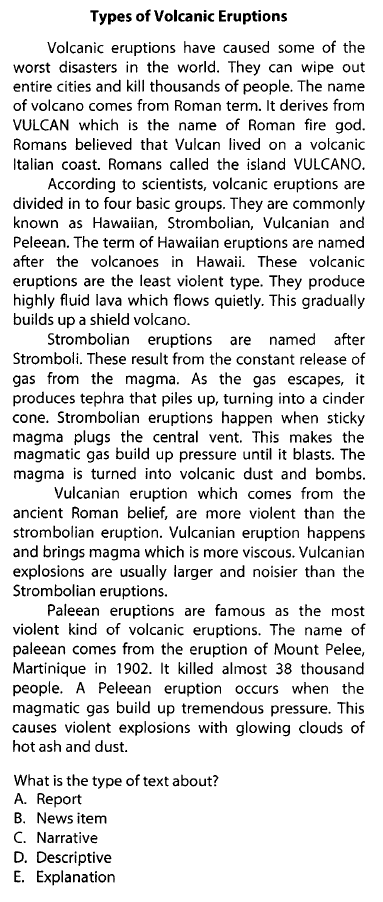 Types of Volcanic Eruptions
Volcanic eruptions have caused some of the
worst disasters in the world. They can wipe out
entire cities and kill thousands of people. The name
of volcano comes from Roman term. It derives from
VULCAN which is the name of Roman fire god.
Romans believed that Vulcan lived on a volcanic
Italian coast. Romans called the island VULCANO.
According to scientists, volcanic eruptions are
divided in to four basic groups. They are commonly
known as Hawaiian, Strombolian, Vulcanian and
Peleean. The term of Hawaiian eruptions are named
after the volcanoes in Hawaii. These volcanic
eruptions are the least violent type. They produce
highly fluid lava which flows quietly. This gradually
builds up a shield volcano.
Strombolian eruptions are named after
Stromboli. These result from the constant release of
gas from the magma. As the gas escapes, it
produces tephra that piles up, turning into a cinder
cone. Strombolian eruptions happen when sticky
magma plugs the central vent. This makes the
magmatic gas build up pressure until it blasts. The
magma is turned into volcanic dust and bombs.
Vulcanian eruption which comes from the
ancient Roman belief, are more violent than the
strombolian eruption. Vulcanian eruption happens
and brings magma which is more viscous. Vulcanian
explosions are usually larger and noisier than the
Strombolian eruptions.
Paleean eruptions are famous as the most
violent kind of volcanic eruptions. The name of
paleean comes from the eruption of Mount Pelee,
Martinique in 1902. It killed almost 38 thousand
people. A Peleean eruption occurs when the
magmatic gas build up tremendous pressure. This
causes violent explosions with glowing clouds of
hot ash and dust.
What is the type of text about?
A. Report
B. News item
C. Narrative
D. Descriptive
E. Explanation